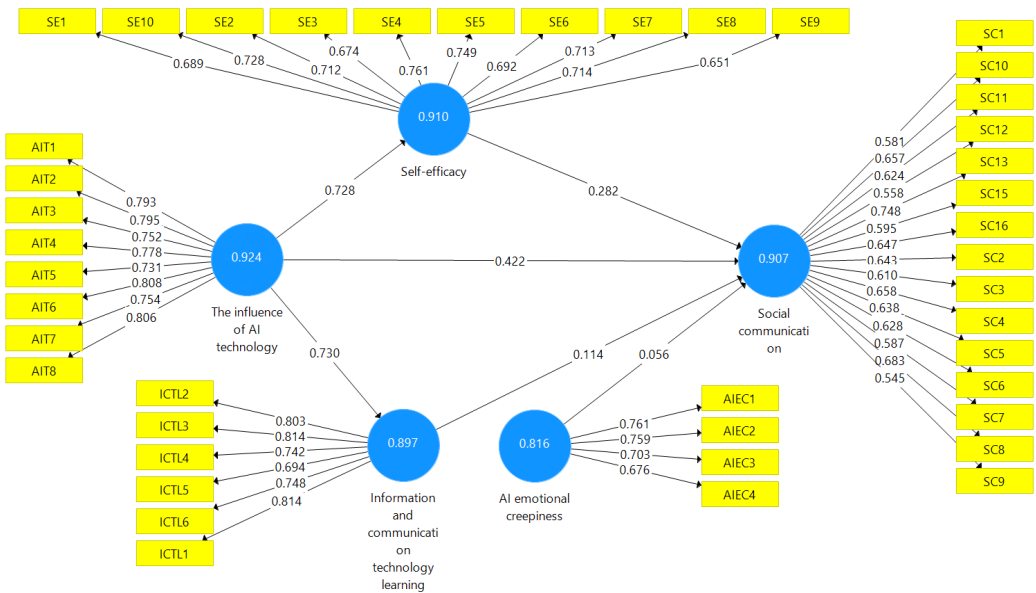 SE1 SE10 SE2 SE3 SE4 SE5 SE6 SE7 SE8 SE9
0.689 0.728 0.712 0.674 0.761 0.749 0.692 0.713 0.714 0.651
0.910
Self-efficacy
AIT1
AIT2
AIT3
AIT4
AIT5
AIT6
AIT7
AIT8
0.793
0.795
0.752
0.778
0.731
0.808
0.754
0.806
0.924
The influence
of AI
technology
0.728
0.282
0.422
0.730
0.114
0.056
ICTL2
ICTL3
ICTL4
ICTL5
ICTL6
ICTL1
0.803
0.814
0.742
0.694
0.748
0.814
0.897
Information
and
communicati
on
technology
learning
0.816
AI emotional
creepiness
0.761
0.759
0.703
0.676
AIEC1
AIEC2
AIEC3
AIEC4
0.907
Social
communicati
on
0.581
0.657
0.624
0.558
0.748
0.595
0.647
0.643
0.610
0.658
0.638
0.628
0.587
0.683
0.545
SC1
SC10
SC11
SC12
SC13
SC15
SC16
SC2
SC3
SC4
SC5
SC6
SC7
SC8
SC9